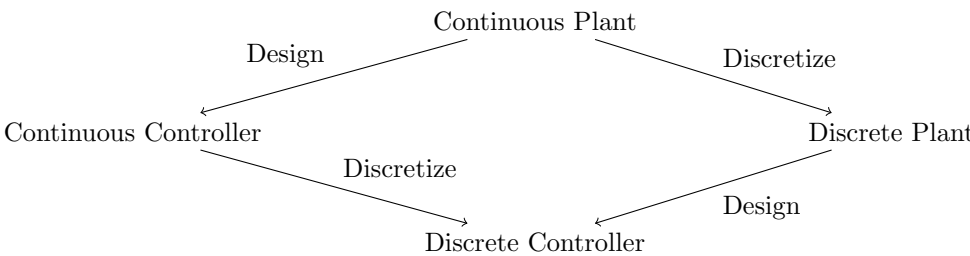 Continuous Plant
Design
Discretize
Continuous Controller
Discrete Plant
Discretize
Design
Discrete Controller